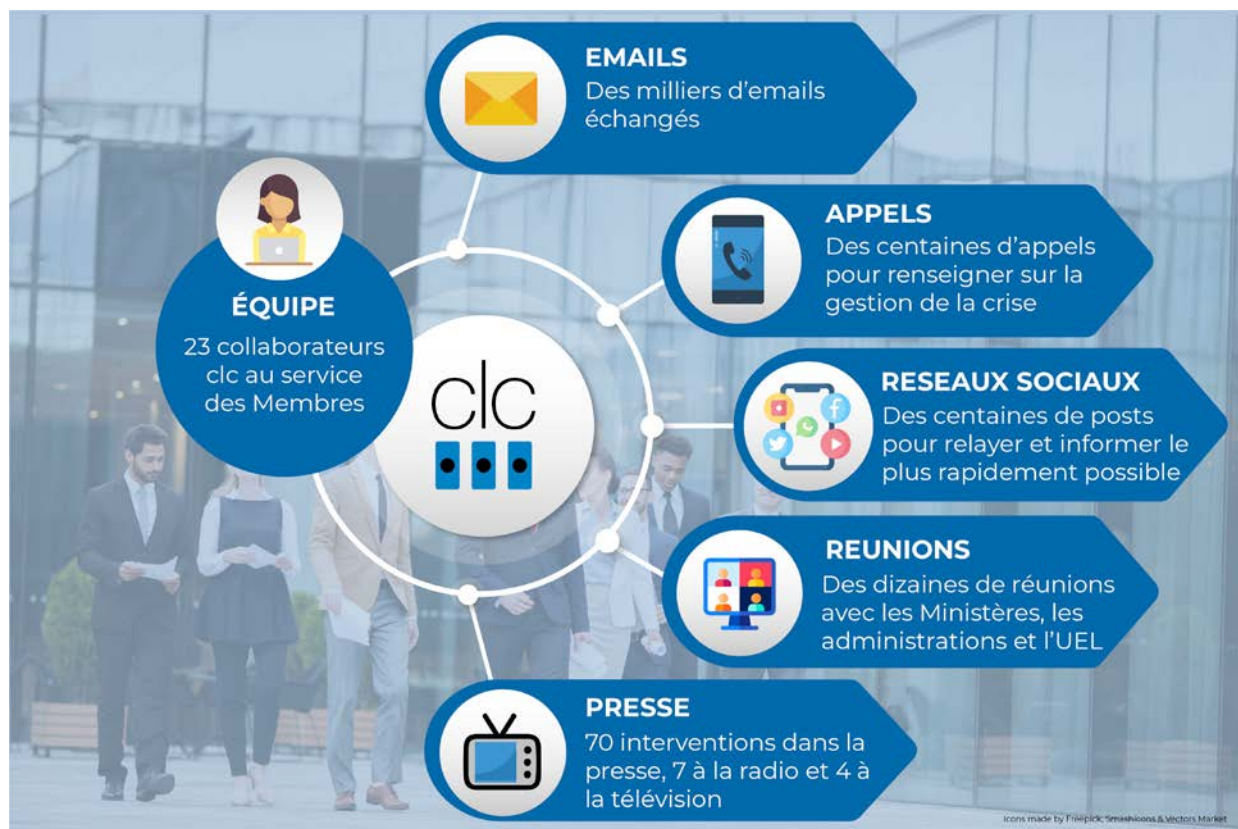 EMAILS
Des milliers d'emails
échangés
APPELS
Des centaines d'appels
pour renseigner sur la
gestion de la crise
ÉQUIPE
23 collaborateurs
clc au service
des Membres
clc
RESEAUX SOCIAUX
Des centaines de posts
pour relayer et informer le
plus rapidement possible
REUNIONS
Des dizaines de réunions
avec les Ministères, les
administrations et l'UEL
PRESSE
70 interventions dans la
presse, 7 à la radio et 4 à
la télévision
Icons made by Freepick, Smashicons & Vectors Market